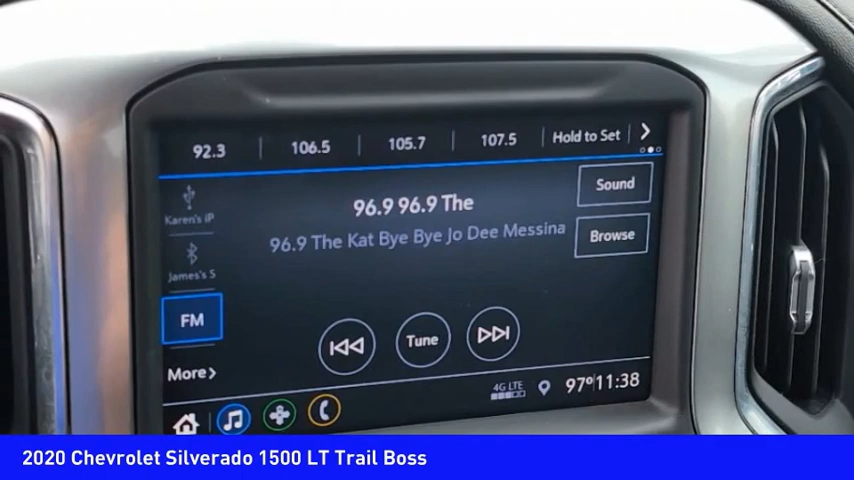 92.3 106.5 105.7 107.5 Hold to Set
Karen's iP
James's S
FM
More
96.9 96.9 The
96.9 The Kat Bye Bye Jo Dee Messina
Sound
Browse
Tune
4G LTE
97° 11:38
2020 Chevrolet Silverado 1500 LT Trail Boss